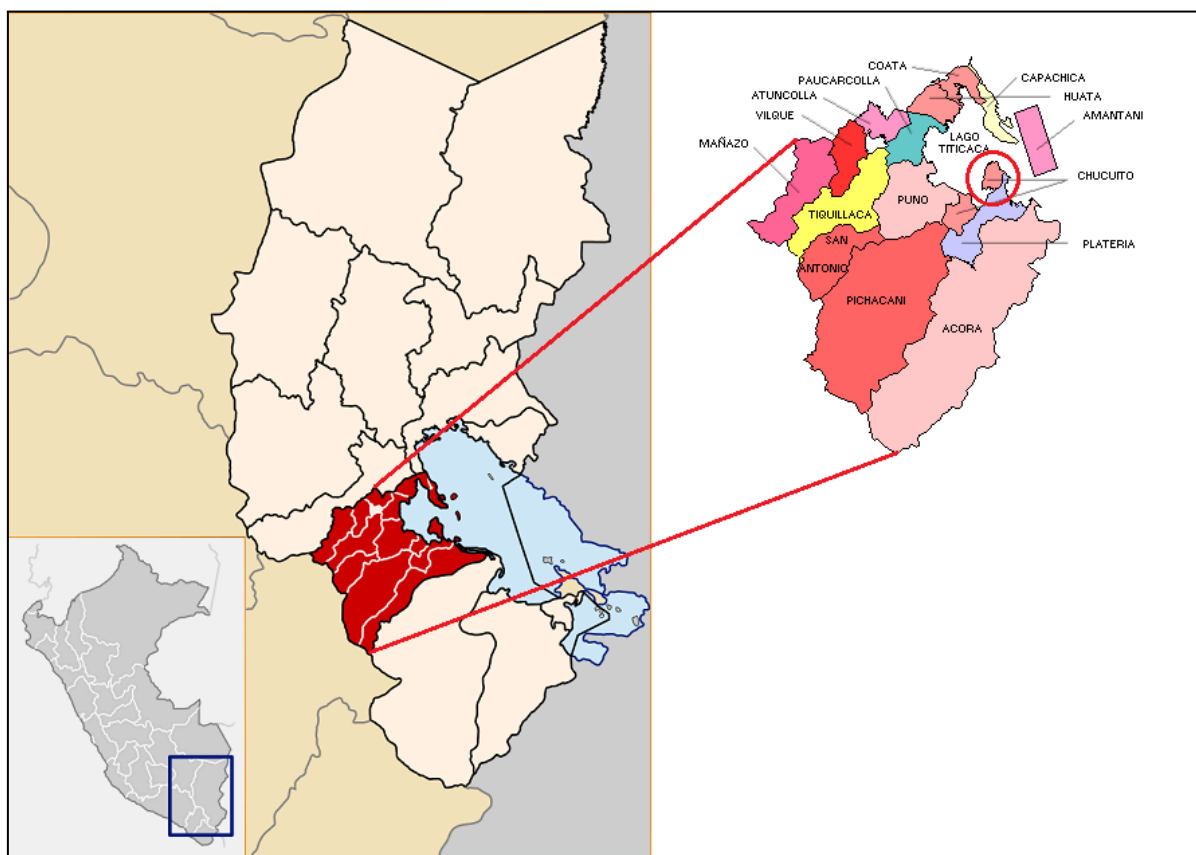 COATA
CAPACHICA
PAUCARCOLLA
HUATA
ATUNCOLLA
AMANTANI
VILQUE
MAÑAZO
LAGO
TITICACA
CHUCUITO
PUNO
TIQUILLACA
SAN
ANTONIO
PLATERIA
PICHACANI
ACORA